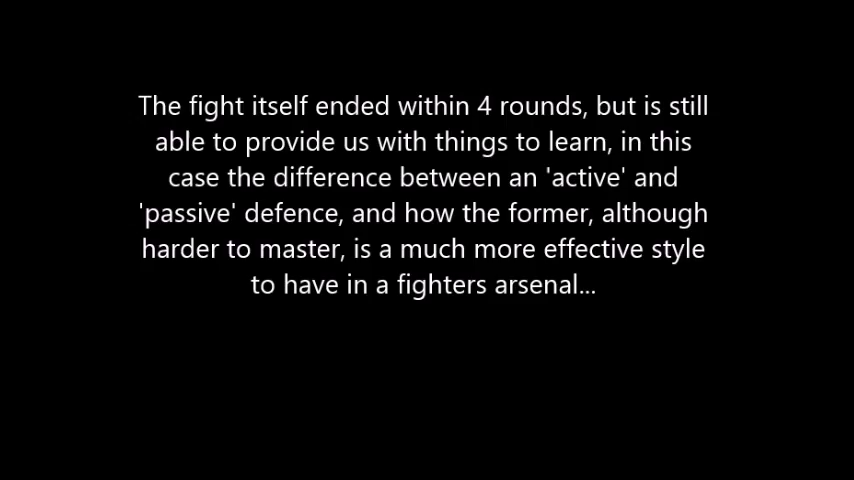 The fight itself ended within 4 rounds, but is still
able to provide us with things to learn, in this
case the difference between an 'active' and
'passive' defence, and how the former, although
harder to master, is a much more effective style
to have in a fighters arsenal...